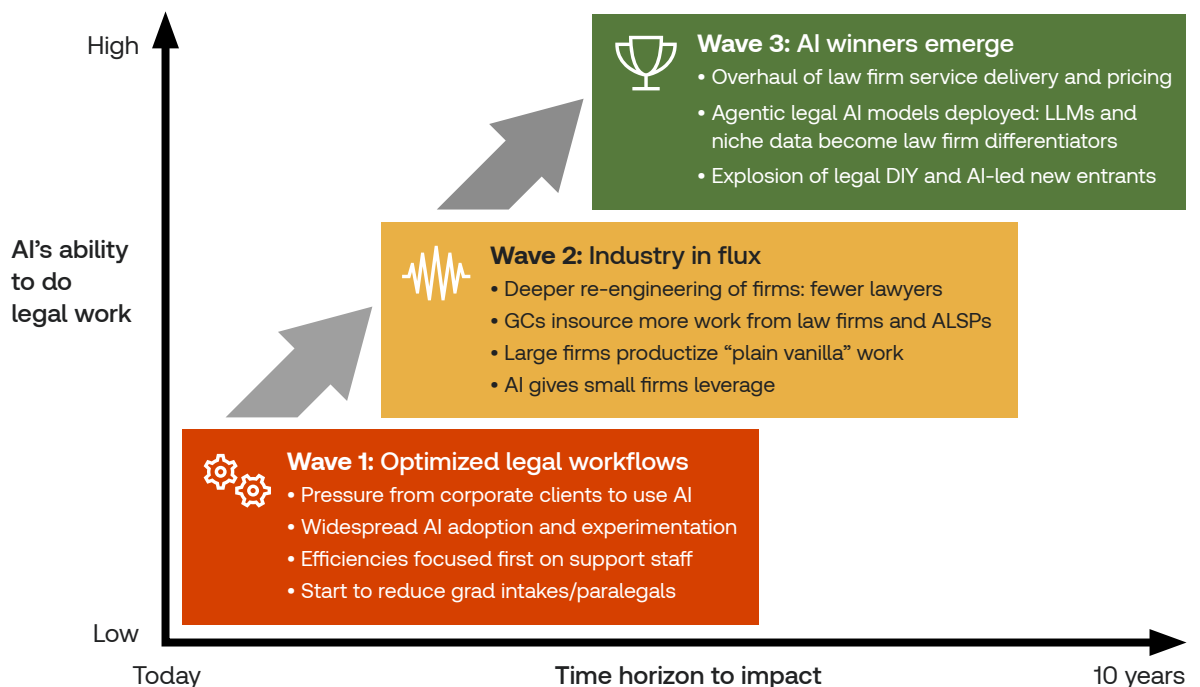 High
Wave 3: AI winners emerge
• Overhaul of law firm service delivery and pricing
• Agentic legal AI models deployed: LLMs and
niche data become law firm differentiators
• Explosion of legal DIY and AI-led new entrants
AI’s ability
to do
legal work
Wave 2: Industry in flux
• Deeper re-engineering of firms: fewer lawyers
• GCs insource more work from law firms and ALSPs
• Large firms productize “plain vanilla” work
• AI gives small firms leverage
Wave 1: Optimized legal workflows
• Pressure from corporate clients to use AI
• Widespread AI adoption and experimentation
• Efficiencies focused first on support staff
• Start to reduce grad intakes/paralegals
Low
Today
Time horizon to impact
10 years